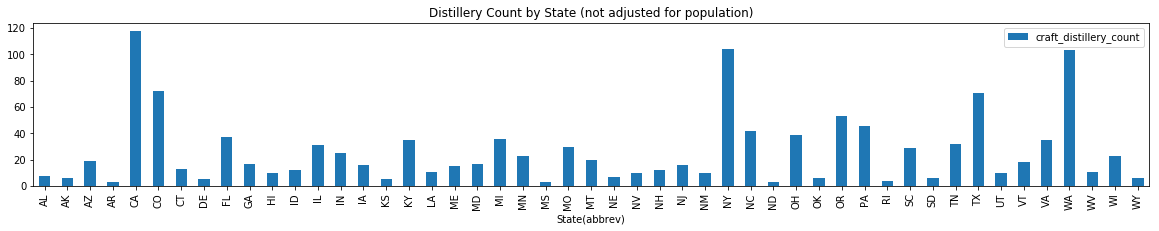 Distillery Count by State (not adjusted for population)
craft_distillery_count
120
100
80
60
40
20
0
AL AK AZ AR CA CO CT DE FL GA HI ID IL IN IA KS KY LA ME MD MI MN MS MO MT NE NV NH NJ NM NY NC ND OH OK OR PA RI SC SD TN TX UT VT VA WA WV WI WY
State(abbrev)